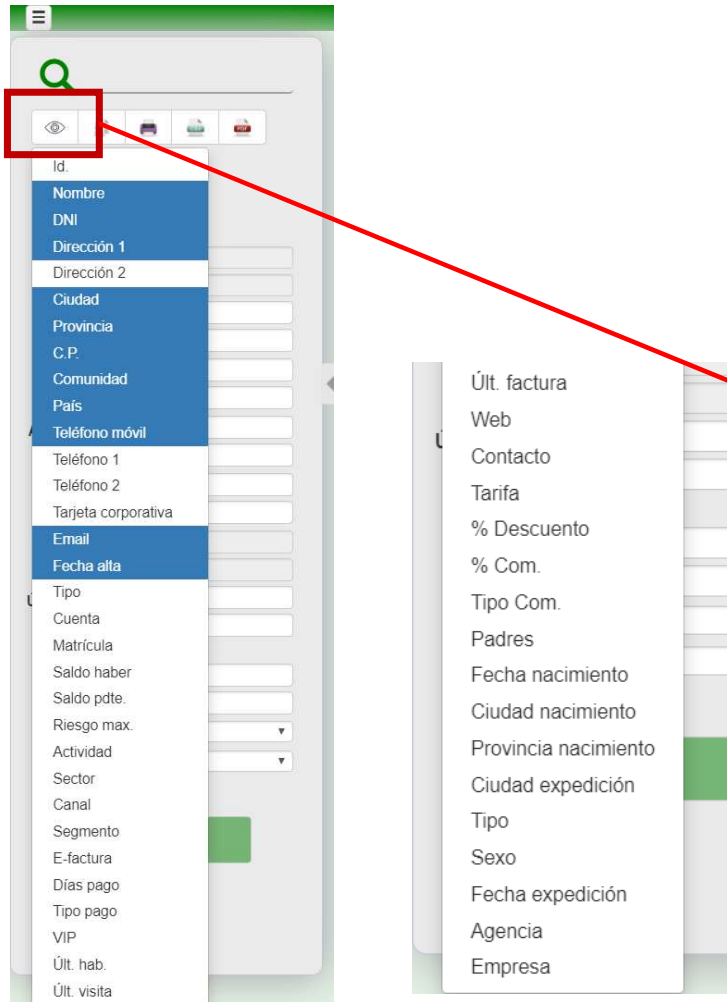 Id.
Nombre
DNI
Dirección 1
Dirección 2
Ciudad
Provincia
C.P.
Comunidad
País
Teléfono móvil
Teléfono 1
Teléfono 2
Tarjeta corporativa
Email
Fecha alta
Tipo
Cuenta
Matrícula
Saldo haber
Saldo pdte.
Riesgo max.
Actividad
Sector
Canal
Segmento
E-factura
Días pago
Tipo pago
VIP
Últ. hab.
Últ. visita
Últ. factura
Web
Contacto
Tarifa
% Descuento
% Com.
Tipo Com.
Padres
Fecha nacimiento
Ciudad nacimiento
Provincia nacimiento
Ciudad expedición
Tipo
Sexo
Fecha expedición
Agencia
Empresa